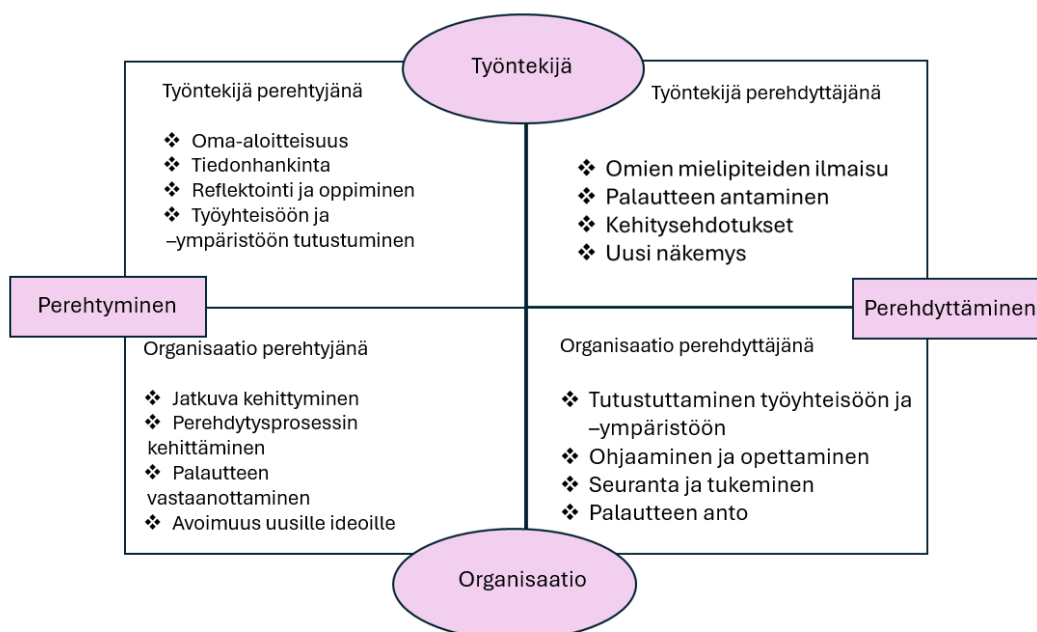 Työntekijä
Työntekijä perehtyjänä
❖ Oma-aloitteisuus
❖ Tiedonhankinta
❖ Reflektointi ja oppiminen
❖ Työyhteisöön ja
–ympäristöön tutustuminen
Työntekijä perehdyttäjänä
❖ Omien mielipiteiden ilmaisu
❖ Palautteen antaminen
❖ Kehitysehdotukset
❖ Uusi näkemys
Perehtyminen
Perehdyttäminen
Organisaatio perehtyjänä
❖ Jatkuva kehittyminen
❖ Perehdytysprosessin
kehittäminen
❖ Palautteen
vastaanottaminen
❖ Avoimuus uusille ideoille
Organisaatio perehdyttäjänä
❖ Tutustuttaminen työyhteisöön ja
–ympäristöön
❖ Ohjaaminen ja opettaminen
❖ Seuranta ja tukeminen
❖ Palautteen anto
Organisaatio